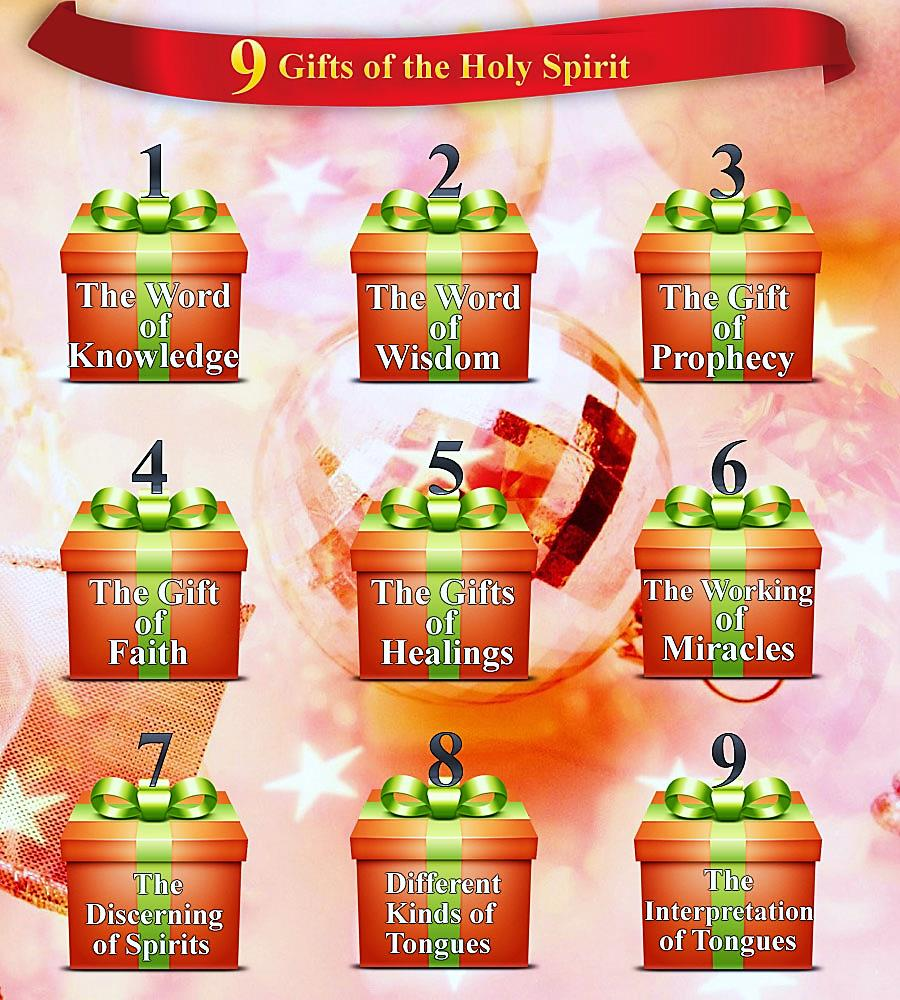 9 Gifts of the Holy Spirit
1
The Word
of
Knowledge
2
The Word
of
Wisdom
3
The Gift
of
Prophecy
4
The Gift
of
Faith
5
The Gifts
of
Healings
6
The Working
of
Miracles
7
The
Discerning
of Spirits
8
Different
Kinds of
Tongues
9
The
Interpretation
of Tongues